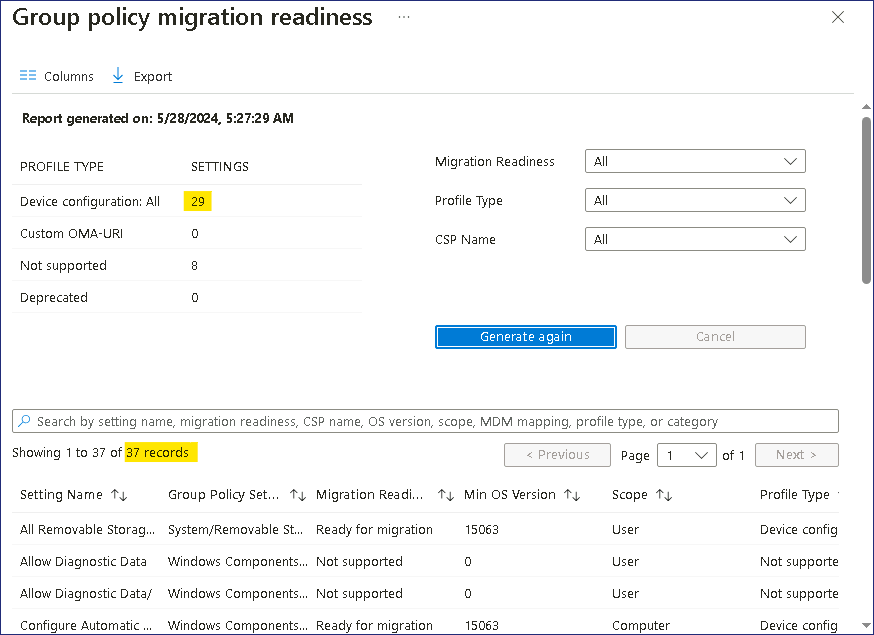 Group policy migration readiness ...
Columns Export
Report generated on: 5/28/2024, 5:27:29 AM
PROFILE TYPE SETTINGS
Device configuration: All 29
Custom OMA-URI 0
Not supported 8
Deprecated 0
Migration Readiness All
Profile Type All
CSP Name All
Generate again Cancel
Search by setting name, migration readiness, CSP name, OS version, scope, MDM mapping, profile type, or category
Showing 1 to 37 of 37 records < Previous Page 1 of 1 Next >
Setting Name Group Policy Set... Migration Readi... Min OS Version Scope Profile Type
All Removable Storag... System/Removable St... Ready for migration 15063 User Device config
Allow Diagnostic Data Windows Components... Not supported 0 User Not supporte
Allow Diagnostic Data/ Windows Components... Not supported 0 User Not supporte
Configure Automatic ... Windows Components... Ready for migration 15063 Computer Device config